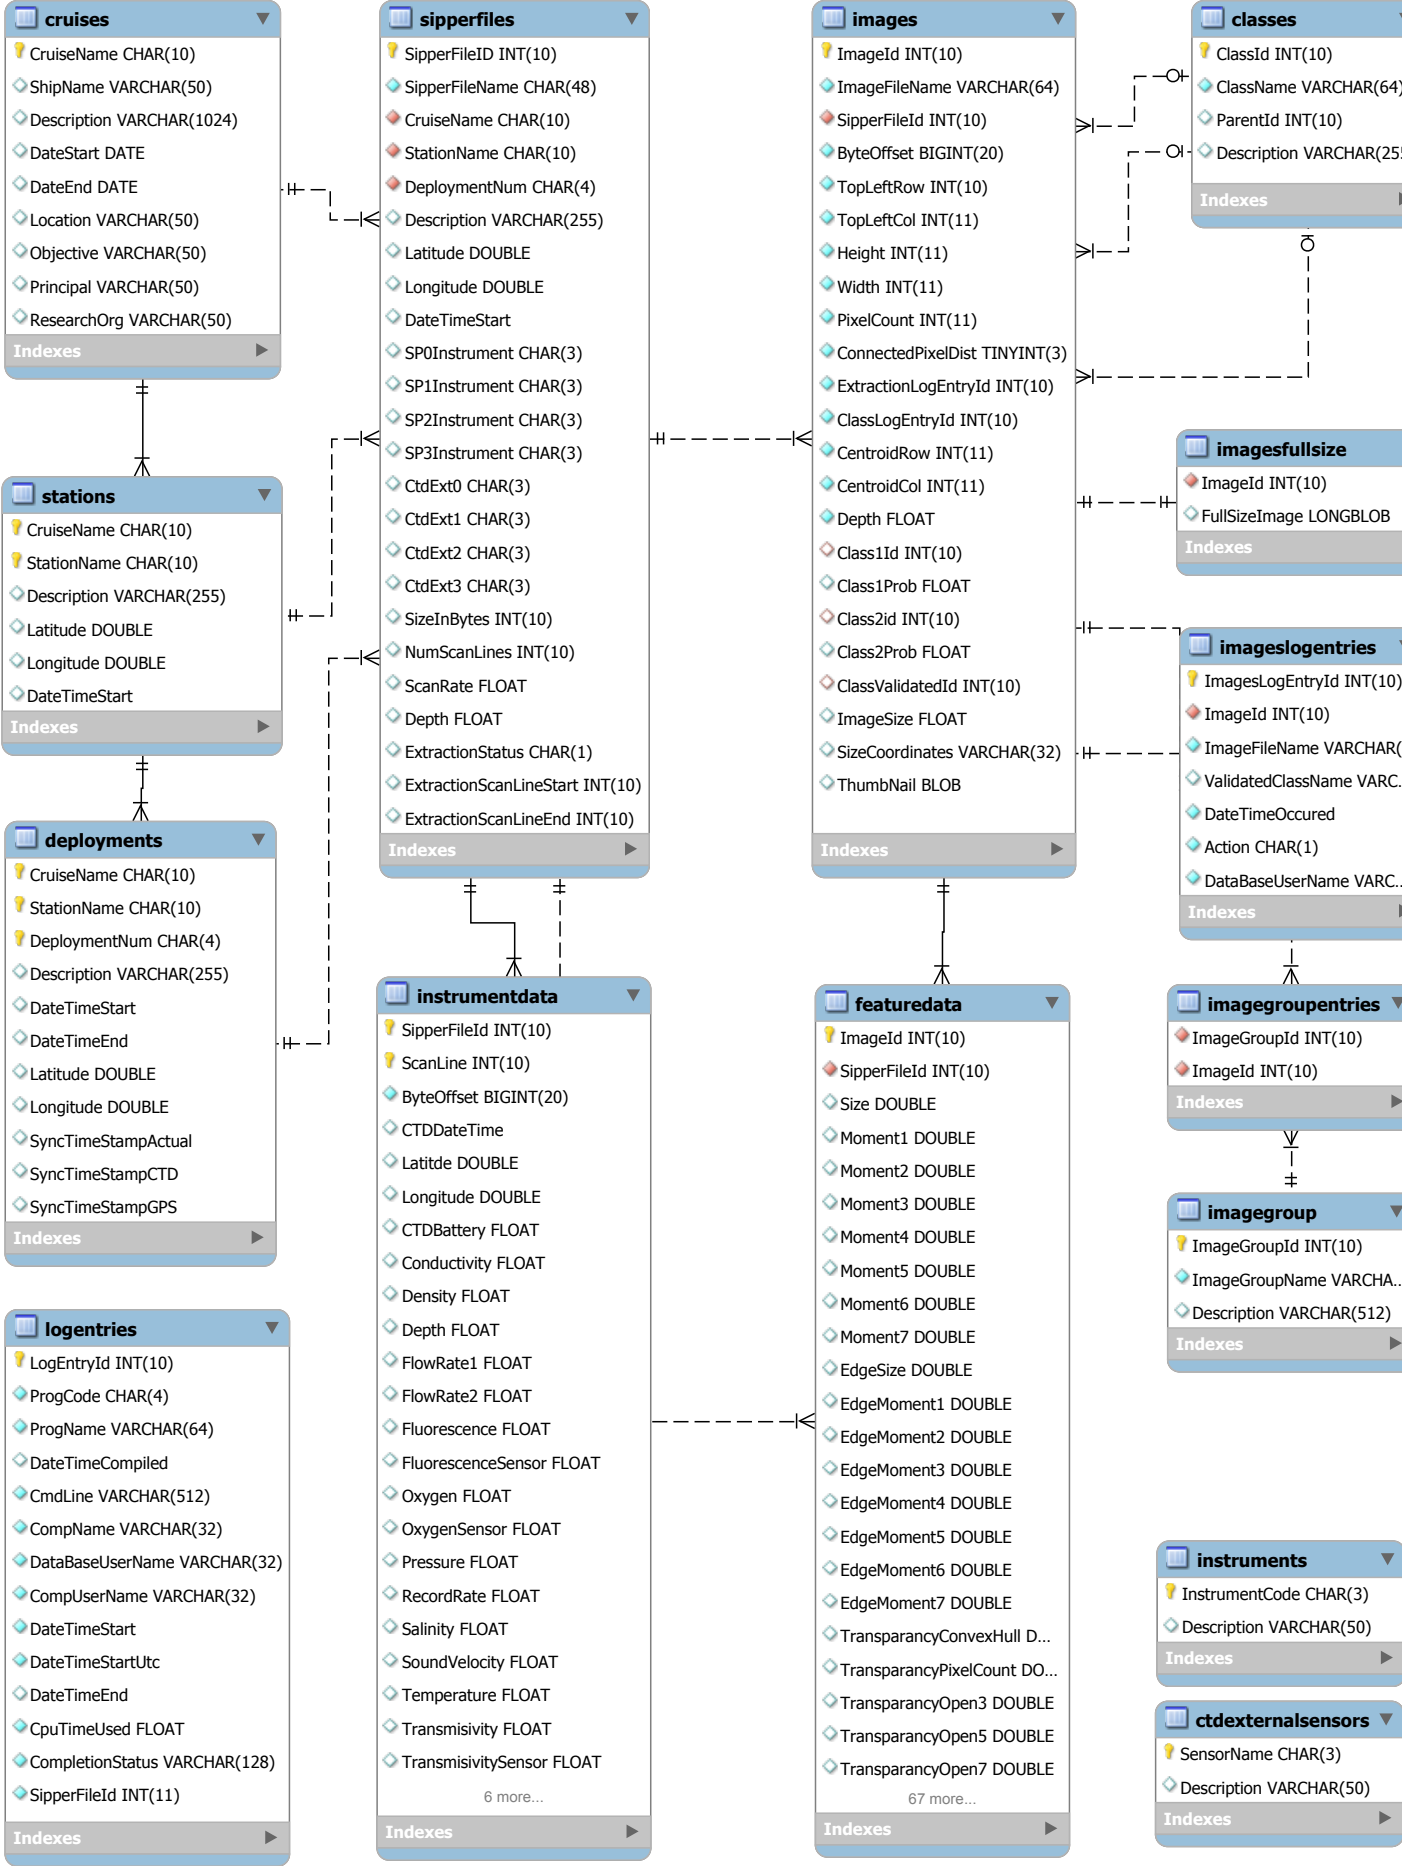 cruises
CruiseName CHAR(10)
ShipName VARCHAR(50)
Description VARCHAR(1024)
DateStart DATE
DateEnd DATE
Location VARCHAR(50)
Objective VARCHAR(50)
Principal VARCHAR(50)
ResearchOrg VARCHAR(50)
Indexes
stations
CruiseName CHAR(10)
StationName CHAR(10)
Description VARCHAR(255)
Latitude DOUBLE
Longitude DOUBLE
DateTimeStart
Indexes
deployments
CruiseName CHAR(10)
StationName CHAR(10)
DeploymentNum CHAR(4)
Description VARCHAR(255)
DateTimeStart
DateTimeEnd
Latitude DOUBLE
Longitude DOUBLE
SyncTimeStampActual
SyncTimeStampCTD
SyncTimeStampGPS
Indexes
logentries
LogEntryId INT(10)
ProgCode CHAR(4)
ProgName VARCHAR(64)
DateTimeCompiled
CmdLine VARCHAR(512)
CompName VARCHAR(32)
DataBaseUserName VARCHAR(32)
CompUserName VARCHAR(32)
DateTimeStart
DateTimeStartUtc
DateTimeEnd
CpuTimeUsed FLOAT
CompletionStatus VARCHAR(128)
SipperFileId INT(11)
Indexes
sipperfiles
SipperFileID INT(10)
SipperFileName CHAR(48)
CruiseName CHAR(10)
StationName CHAR(10)
DeploymentNum CHAR(4)
Description VARCHAR(255)
Latitude DOUBLE
Longitude DOUBLE
DateTimeStart
SP0Instrument CHAR(3)
SP1Instrument CHAR(3)
SP2Instrument CHAR(3)
SP3Instrument CHAR(3)
CtdExt0 CHAR(3)
CtdExt1 CHAR(3)
CtdExt2 CHAR(3)
CtdExt3 CHAR(3)
SizeInBytes INT(10)
NumScanLines INT(10)
ScanRate FLOAT
Depth FLOAT
ExtractionStatus CHAR(1)
ExtractionScanLineStart INT(10)
ExtractionScanLineEnd INT(10)
Indexes
instrumentdata
SipperFileId INT(10)
ScanLine INT(10)
ByteOffset BIGINT(20)
CTDDateTime
Latitde DOUBLE
Longitude DOUBLE
CTDBattery FLOAT
Conductivity FLOAT
Density FLOAT
Depth FLOAT
FlowRate1 FLOAT
FlowRate2 FLOAT
Fluorescence FLOAT
FluorescenceSensor FLOAT
Oxygen FLOAT
OxygenSensor FLOAT
Pressure FLOAT
RecordRate FLOAT
Salinity FLOAT
SoundVelocity FLOAT
Temperature FLOAT
Transmisivity FLOAT
TransmisivitySensor FLOAT
6 more...
Indexes
images
ImageId INT(10)
ImageFileName VARCHAR(64)
SipperFileId INT(10)
ByteOffset BIGINT(20)
TopLeftRow INT(10)
TopLeftCol INT(11)
Height INT(11)
Width INT(11)
PixelCount INT(11)
ConnectedPixelDist TINYINT(3)
ExtractionLogEntryId INT(10)
ClassLogEntryId INT(10)
CentroidRow INT(11)
CentroidCol INT(11)
Depth FLOAT
Class1Id INT(10)
Class1Prob FLOAT
Class2id INT(10)
Class2Prob FLOAT
ClassValidatedId INT(10)
ImageSize FLOAT
SizeCoordinates VARCHAR(32)
ThumbNail BLOB
Indexes
featuredata
ImageId INT(10)
SipperFileId INT(10)
Size DOUBLE
Moment1 DOUBLE
Moment2 DOUBLE
Moment3 DOUBLE
Moment4 DOUBLE
Moment5 DOUBLE
Moment6 DOUBLE
Moment7 DOUBLE
EdgeSize DOUBLE
EdgeMoment1 DOUBLE
EdgeMoment2 DOUBLE
EdgeMoment3 DOUBLE
EdgeMoment4 DOUBLE
EdgeMoment5 DOUBLE
EdgeMoment6 DOUBLE
EdgeMoment7 DOUBLE
TransparancyConvexHull D...
TransparancyPixelCount DO...
TransparancyOpen3 DOUBLE
TransparancyOpen5 DOUBLE
TransparancyOpen7 DOUBLE
67 more...
Indexes
classes
ClassId INT(10)
ClassName VARCHAR(64)
ParentId INT(10)
Description VARCHAR(255
Indexes
imagesfullsize
ImageId INT(10)
FullSizeImage LONGBLOB
Indexes
imageslogentries
ImagesLogEntryId INT(10)
ImageId INT(10)
ImageFileName VARCHAR(
ValidatedClassName VARC...
DateTimeOccured
Action CHAR(1)
DataBaseUserName VARC...
Indexes
imagegroupentries
ImageGroupId INT(10)
ImageId INT(10)
Indexes
imagegroup
ImageGroupId INT(10)
ImageGroupName VARCHA...
Description VARCHAR(512)
Indexes
instruments
InstrumentCode CHAR(3)
Description VARCHAR(50)
Indexes
ctdexternalsensors
SensorName CHAR(3)
Description VARCHAR(50)
Indexes